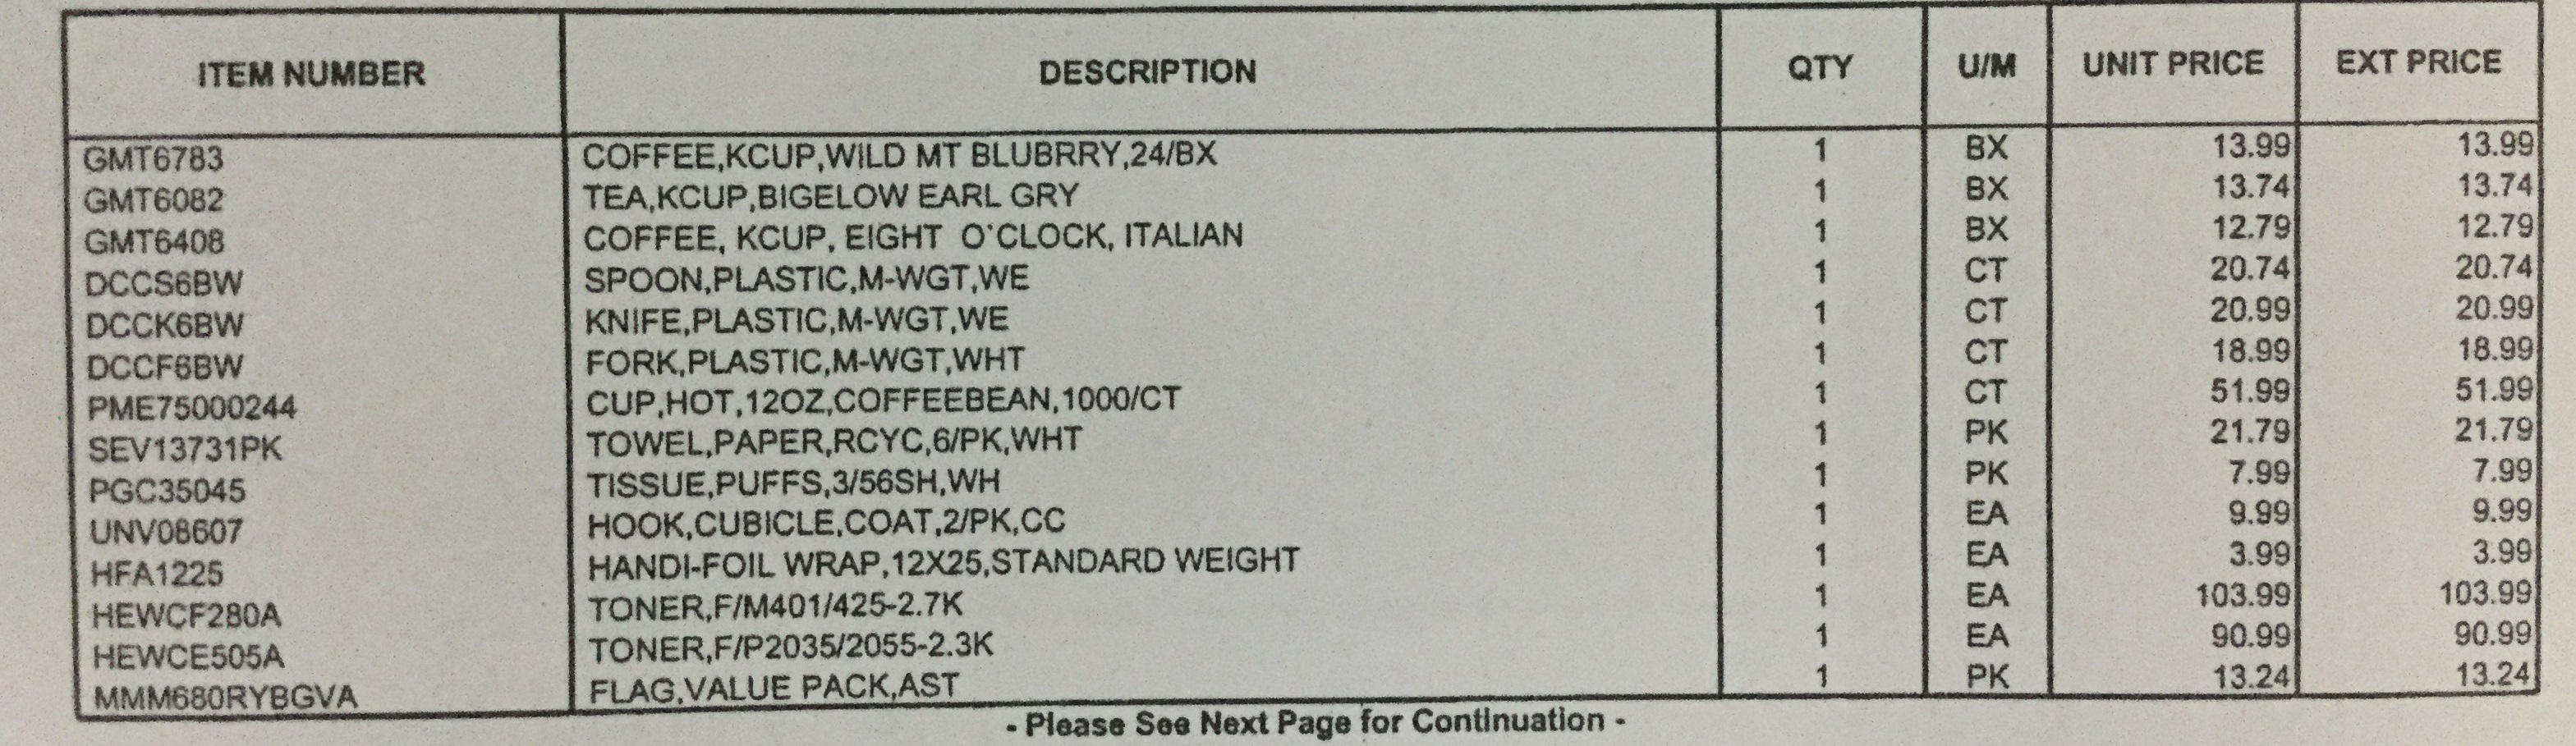 ITEM NUMBER DESCRIPTION QTY U/M UNIT PRICE EXT PRICE
GMT6783 COFFEE,KCUP,WILD MT BLUBRRY,24/BX 1 BX 13.99 13.99
GMT6082 TEA,KCUP,BIGELOW EARL GRY 1 BX 13.74 13.74
GMT6408 COFFEE, KCUP, EIGHT O'CLOCK, ITALIAN 1 BX 12.79 12.79
DCCS6BW SPOON,PLASTIC,M-WGT,WE 1 CT 20.74 20.74
DCCK6BW KNIFE,PLASTIC,M-WGT,WE 1 CT 20.99 20.99
DCCF6BW FORK,PLASTIC,M-WGT,WHT 1 CT 18.99 18.99
PME75000244 CUP,HOT,12OZ,COFFEEBEAN,1000/CT 1 CT 51.99 51.99
SEV13731PK TOWEL,PAPER,RCYC,6/PK,WHT 1 PK 21.79 21.79
PGC35045 TISSUE,PUFFS,3/56SH,WH 1 PK 7.99 7.99
UNV08607 HOOK,CUBICLE,COAT,2/PK,CC 1 EA 9.99 9.99
HFA1225 HANDI-FOIL WRAP,12X25,STANDARD WEIGHT 1 EA 3.99 3.99
HEWCF280A TONER,F/M401/425-2.7K 1 EA 103.99 103.99
HEWCE505A TONER,F/P2035/2055-2.3K 1 EA 90.99 90.99
MMM680RYBGVA FLAG,VALUE PACK,AST 1 PK 13.24 13.24
- Please See Next Page for Continuation -